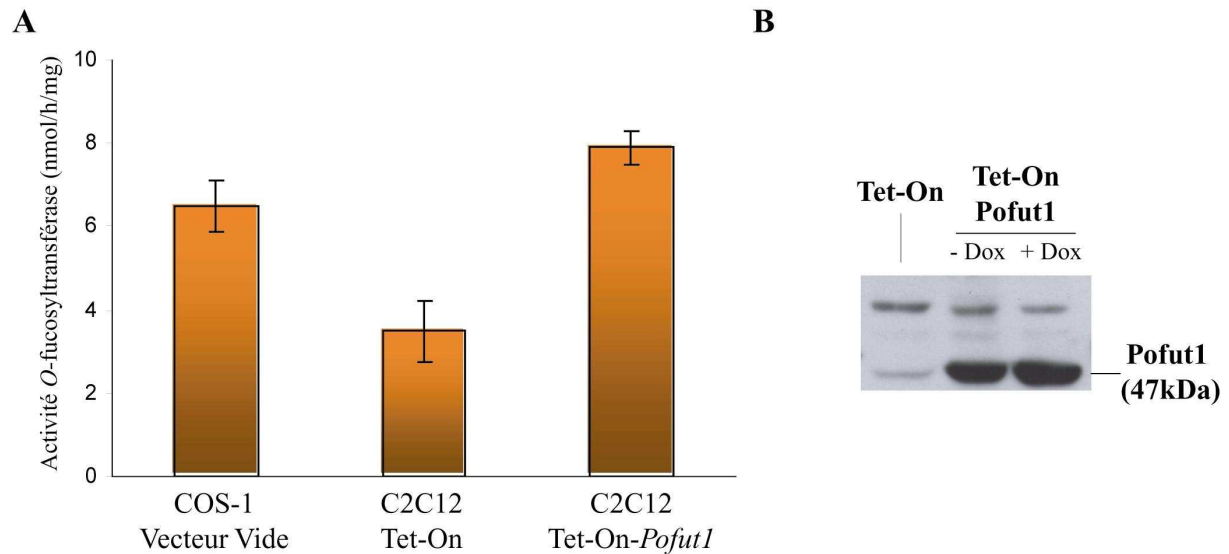 A
Activité O-fucosyltransférase (nmol/h/mg)
10
8
6
4
2
0
COS-1
Vecteur Vide
C2C12
Tet-On
C2C12
Tet-On-Pofut1
B
Tet-On
Tet-On
Pofut1
- Dox
+ Dox
Pofut1
(47kDa)